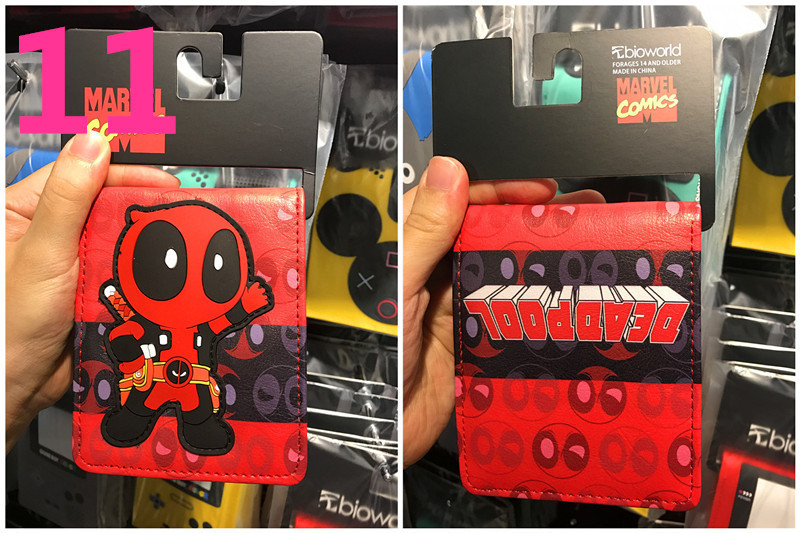 11
MARVEL
COMICS
bioworld
bioworld
bioworld
FOR AGES 14 AND OLDER
MADE IN CHINA
MARVEL
COMICS
M
DEADPOOL
bioworld